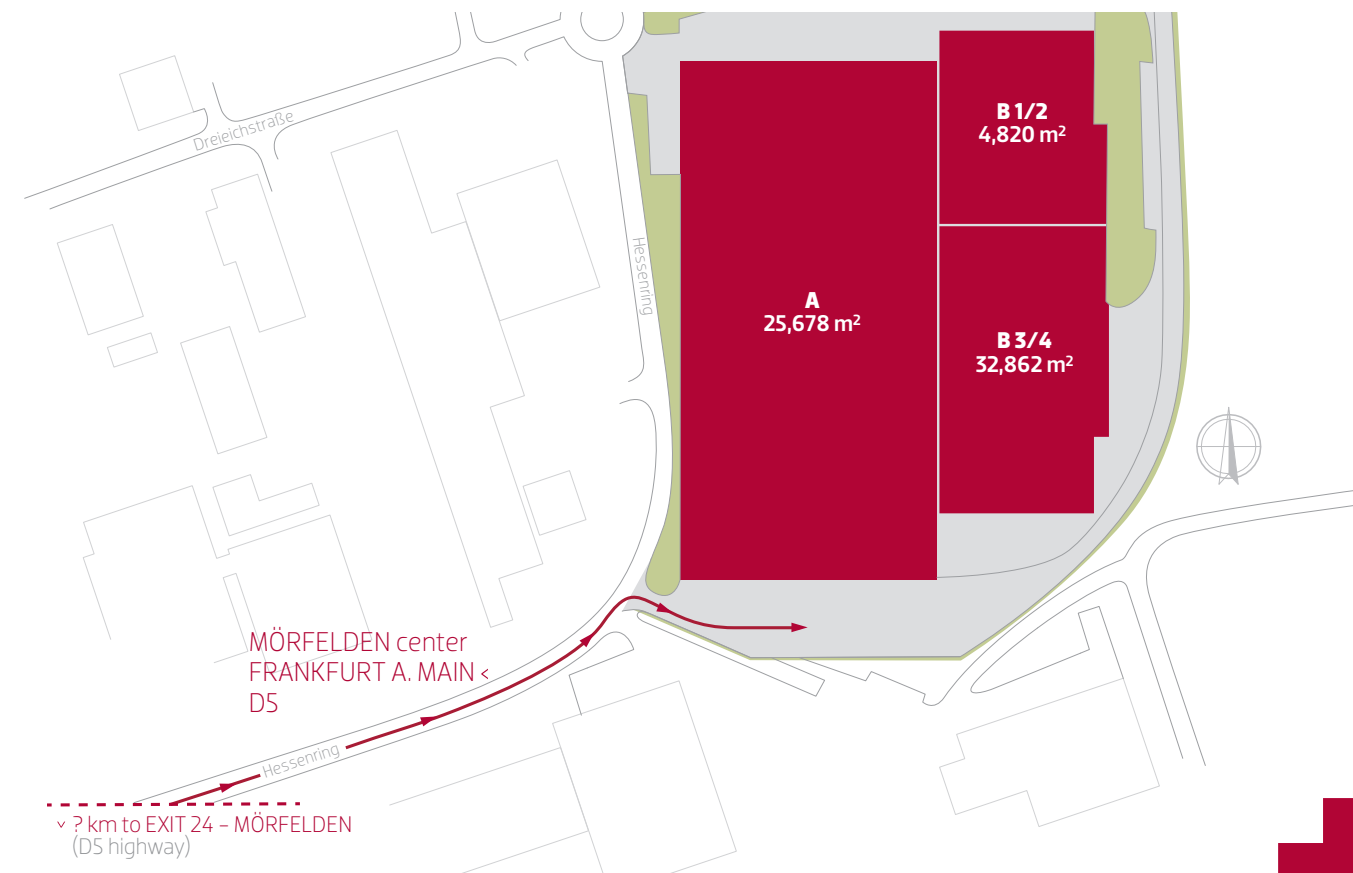 B 1/2
4,820 m²
Dreieichstraße
Hessenring
A
25,678 m²
B 3/4
32,862 m²
MÖRFELDEN center
FRANKFURT A. MAIN <
D5
Hessenring
˅ ? km to EXIT 24 – MÖRFELDEN
(D5 highway)